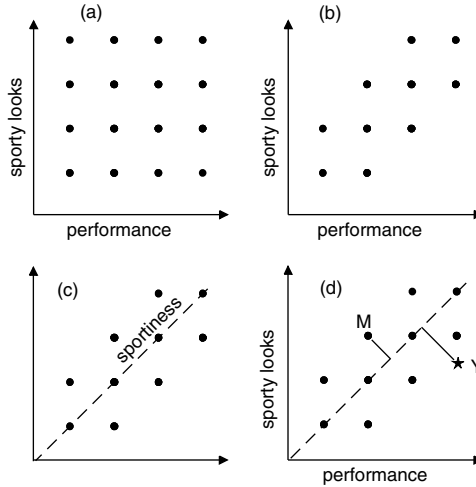 (a)
sporty looks
performance
(b)
sporty looks
performance
(c)
sportiness
(d)
M
Y
sporty looks
performance